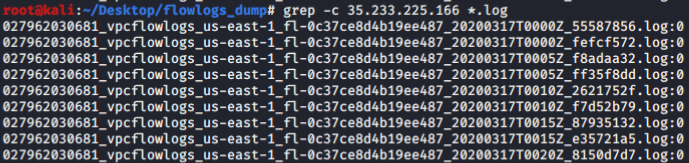 root@kali:~/Desktop/flowlogs_dump# grep -c 35.233.225.166 *.log
027962030681_vpcflowlogs_us-east-1_fl-0c37ce8d4b19ee487_20200317T0000Z_55587856.log:0
027962030681_vpcflowlogs_us-east-1_fl-0c37ce8d4b19ee487_20200317T0000Z_fefcf572.log:0
027962030681_vpcflowlogs_us-east-1_fl-0c37ce8d4b19ee487_20200317T0005Z_f8adaa32.log:0
027962030681_vpcflowlogs_us-east-1_fl-0c37ce8d4b19ee487_20200317T0005Z_ff35f8dd.log:0
027962030681_vpcflowlogs_us-east-1_fl-0c37ce8d4b19ee487_20200317T0010Z_2621752f.log:0
027962030681_vpcflowlogs_us-east-1_fl-0c37ce8d4b19ee487_20200317T0010Z_f7d52b79.log:0
027962030681_vpcflowlogs_us-east-1_fl-0c37ce8d4b19ee487_20200317T0015Z_87935132.log:0
027962030681_vpcflowlogs_us-east-1_fl-0c37ce8d4b19ee487_20200317T0015Z_e35721a5.log:0
027962030681_vpcflowlogs_us-east-1_fl-0c37ce8d4b19ee487_20200317T0020Z_8150d7d7.log:0